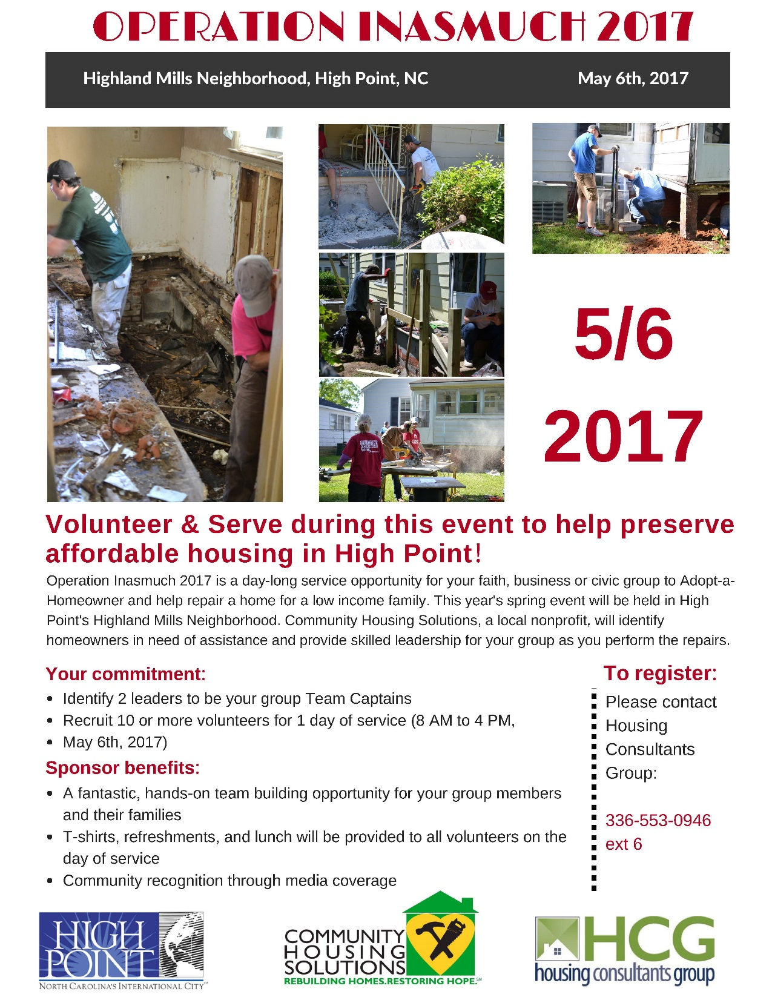 OPERATION INASMUCH 2017
Highland Mills Neighborhood, High Point, NC May 6th, 2017
5/6
2017
Volunteer & Serve during this event to help preserve
affordable housing in High Point!
Operation Inasmuch 2017 is a day-long service opportunity for your faith, business or civic group to Adopt-a-
Homeowner and help repair a home for a low income family. This year's spring event will be held in High
Point's Highland Mills Neighborhood. Community Housing Solutions, a local nonprofit, will identify
homeowners in need of assistance and provide skilled leadership for your group as you perform the repairs.
Your commitment:
• Identify 2 leaders to be your group Team Captains
• Recruit 10 or more volunteers for 1 day of service (8 AM to 4 PM,
• May 6th, 2017)
Sponsor benefits:
• A fantastic, hands-on team building opportunity for your group members
and their families
• T-shirts, refreshments, and lunch will be provided to all volunteers on the
day of service
• Community recognition through media coverage
To register:
Please contact
Housing
Consultants
Group:
336-553-0946
ext 6
HIGH
POINT
NORTH CAROLINA'S INTERNATIONAL CITY™
COMMUNITY
HOUSING
SOLUTIONS
REBUILDING HOMES.RESTORING HOPE.℠
HCG
housing consultants group